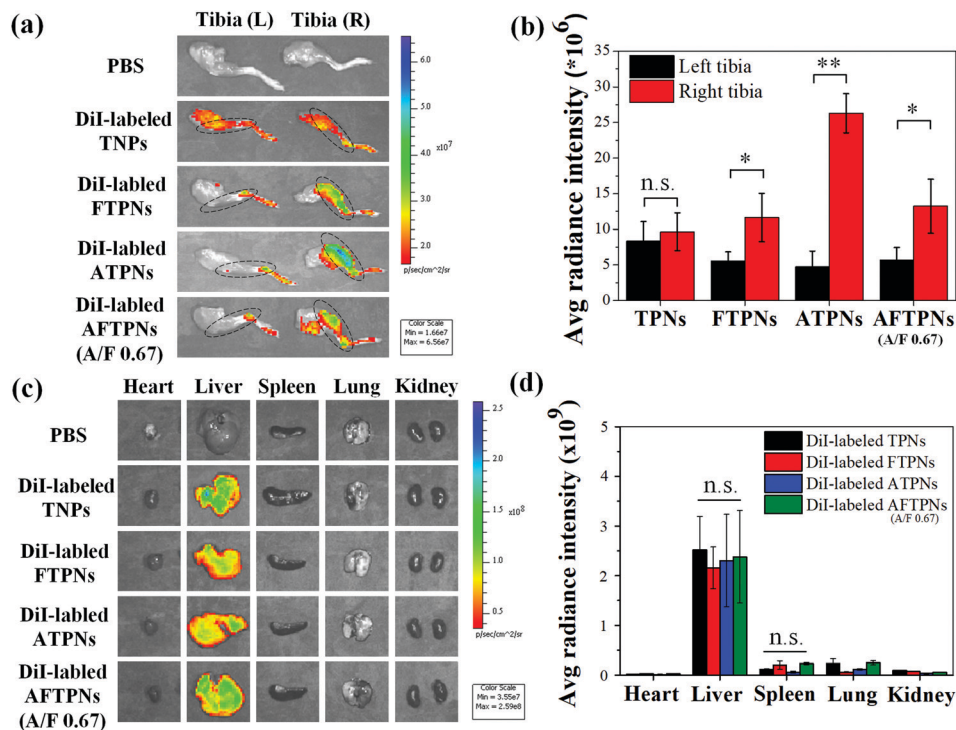 (a)
Tibia (L) Tibia (R)
PBS
DiI-labeled
TNPs
DiI-labled
FTPNs
DiI-labled
ATPNs
DiI-labled
AFTPNs
(A/F 0.67)
6.0
5.0
x10^7
4.0
3.0
2.0
p/sec/cm^2/sr
Color Scale
Min = 1.66e7
Max = 6.56e7
(b)
Avg radiance intensity (*10^6)
35
30
25
20
15
10
5
0
Left tibia
Right tibia
n.s.
*
**
*
TPNs FTPNs ATPNs AFTPNs
(A/F 0.67)
(c)
Heart Liver Spleen Lung Kidney
PBS
DiI-labeled
TNPs
DiI-labled
FTPNs
DiI-labled
ATPNs
DiI-labled
AFTPNs
(A/F 0.67)
2.5
2.0
x10^8
1.5
1.0
0.5
p/sec/cm^2/sr
Color Scale
Min = 3.55e7
Max = 2.59e8
(d)
Avg radiance intensity (x10^9)
5
4
3
2
1
0
DiI-labeled TPNs
DiI-labeled FTPNs
DiI-labeled ATPNs
DiI-labeled AFTPNs
(A/F 0.67)
n.s.
n.s.
Heart Liver Spleen Lung Kidney